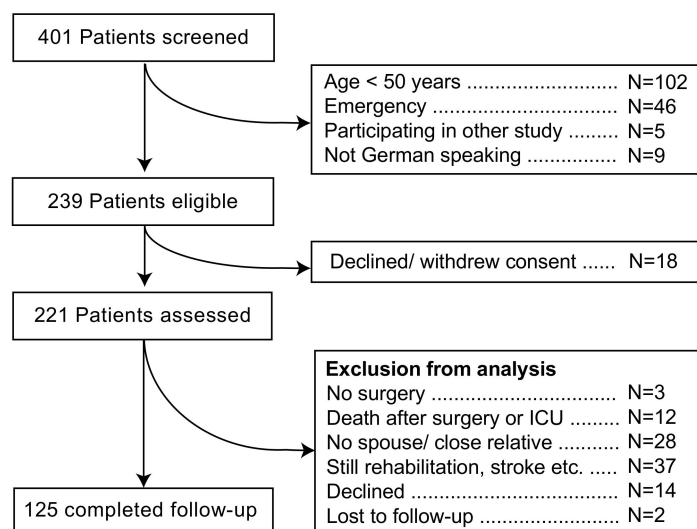 401 Patients screened
Age < 50 years ........................... N=102
Emergency ................................. N=46
Participating in other study ......... N=5
Not German speaking ................ N=9
239 Patients eligible
Declined/ withdrew consent ...... N=18
221 Patients assessed
Exclusion from analysis
No surgery ................................. N=3
Death after surgery or ICU ......... N=12
No spouse/ close relative ........... N=28
Still rehabilitation, stroke etc. ..... N=37
Declined ..................................... N=14
Lost to follow-up ......................... N=2
125 completed follow-up